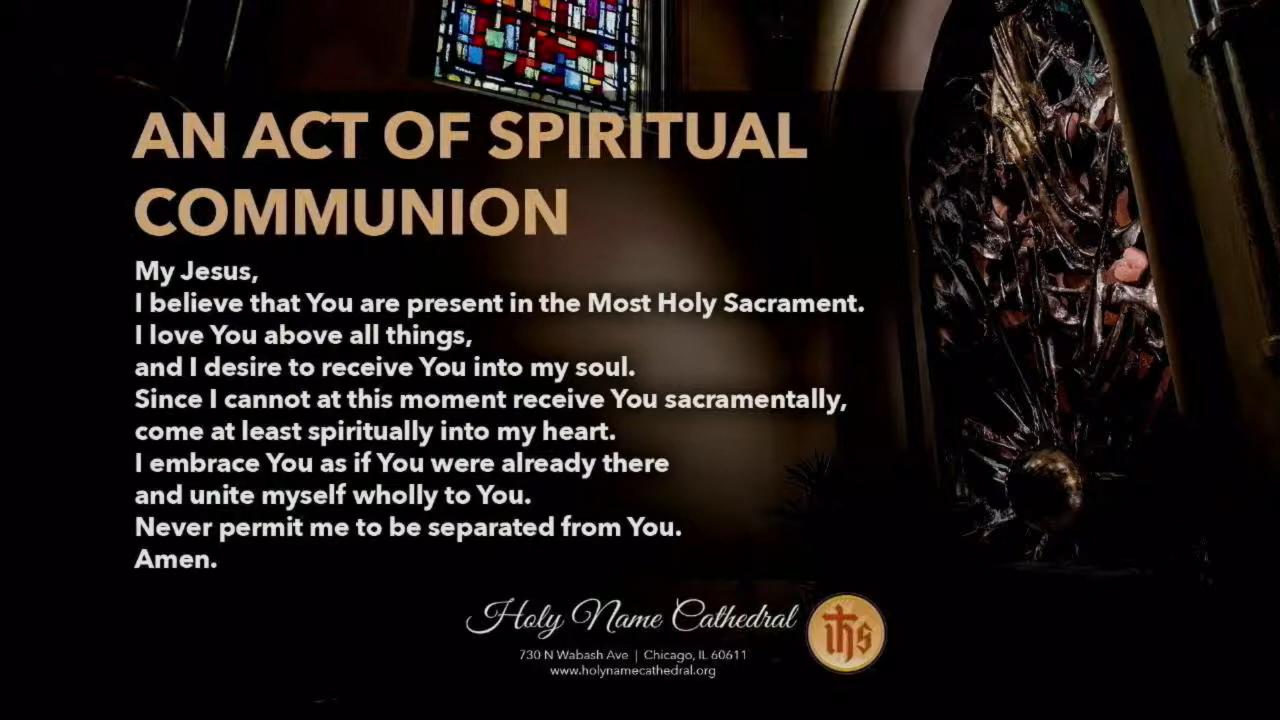 AN ACT OF SPIRITUAL
COMMUNION
My Jesus,
I believe that You are present in the Most Holy Sacrament.
I love You above all things,
and I desire to receive You into my soul.
Since I cannot at this moment receive You sacramentally,
come at least spiritually into my heart.
I embrace You as if You were already there
and unite myself wholly to You.
Never permit me to be separated from You.
Amen.
Holy Name Cathedral
ihs
730 N Wabash Ave | Chicago, IL 60611
www.holynamecathedral.org